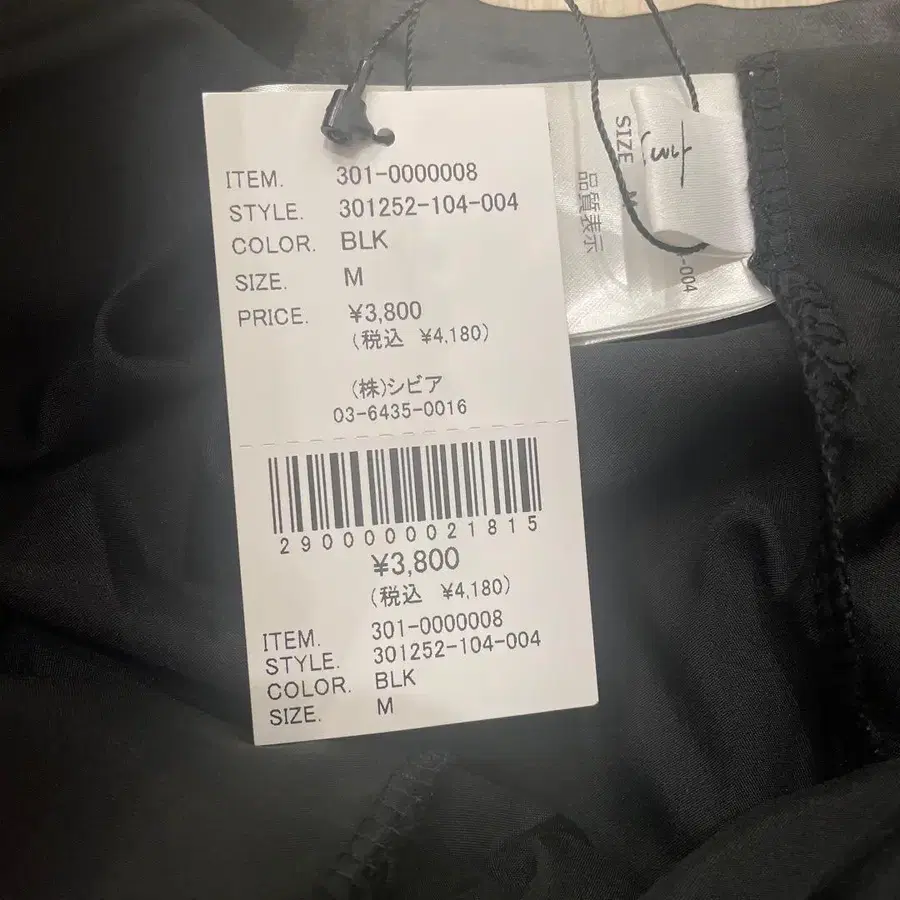 ITEM. 301-0000008
STYLE. 301252-104-004
COLOR. BLK
SIZE. M
PRICE. ¥3,800
(税込 ¥4,180)
(株)シビア
03-6435-0016
2900000021815
¥3,800
(税込 ¥4,180)
ITEM. 301-0000008
STYLE. 301252-104-004
COLOR. BLK
SIZE. M
SIZE
品質表示
-004